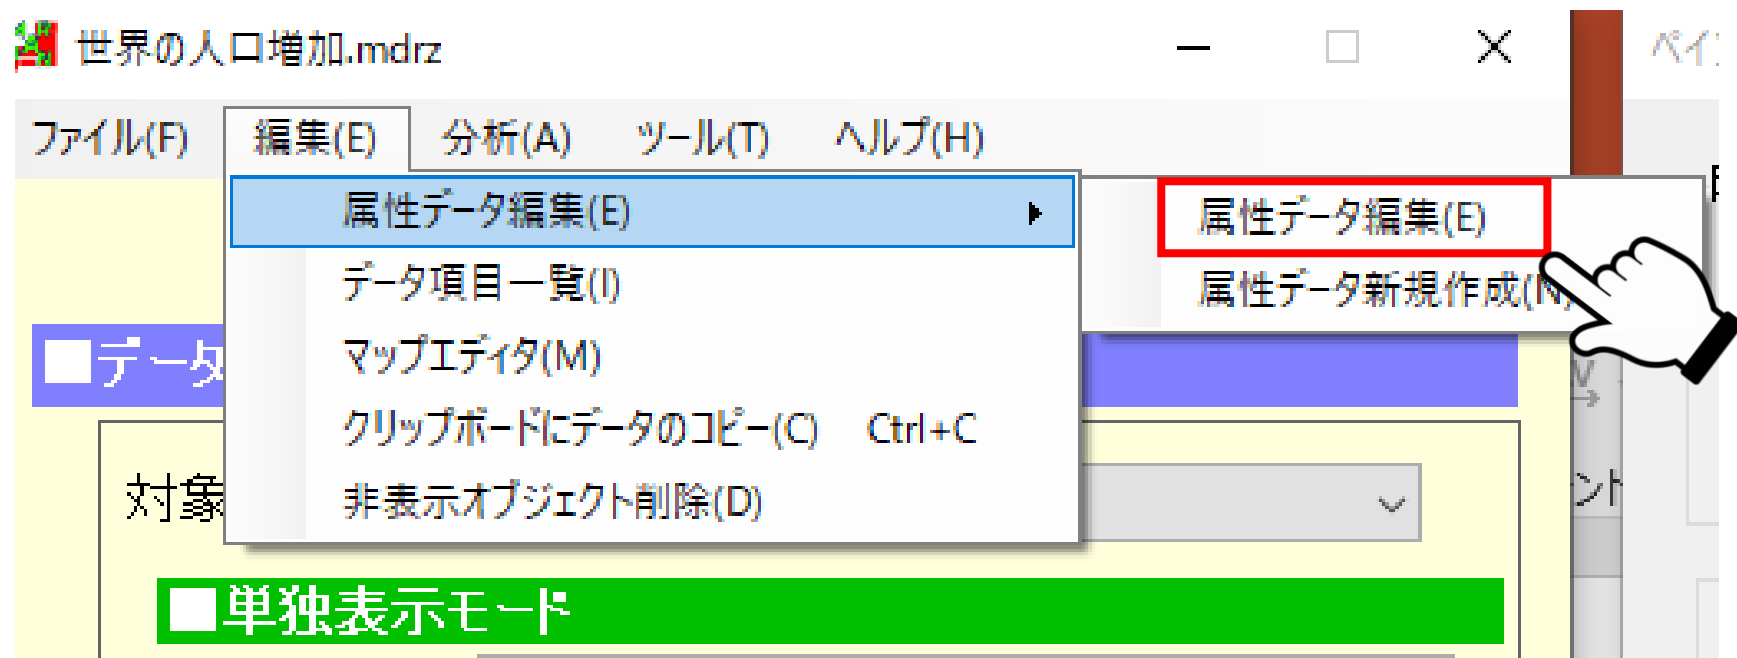 世界の人口増加.mdrz
ペイ
ファイル(F) 編集(E) 分析(A) ツール(T) ヘルプ(H)
属性データ編集(E)
属性データ編集(E)
属性データ新規作成(N)
データ項目一覧(I)
マップエディタ(M)
クリップボードにデータのコピー(C) Ctrl+C
非表示オブジェクト削除(D)
■データ
対象
ント
■単独表示モード